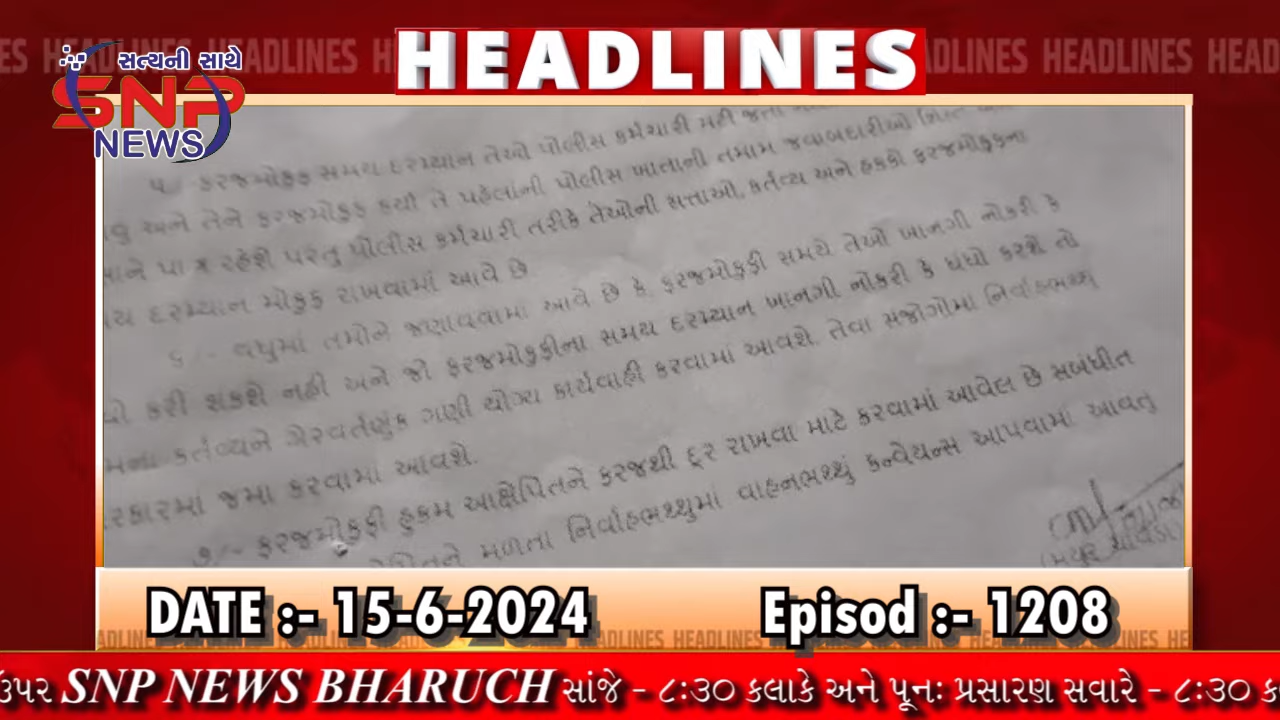 HEADLINES
સત્યની સાથે
SNP
NEWS
૫ ફરજમોકુફ સમય દરમ્યાન તેઓ પોલીસ કર્મચારી મટી જતા
અને તેને ફરજમોકુફ કર્યા તે પહેલાંની પોલીસ ખાતાની તમામ જવાબદારીઓ
પાત્ર રહેશે પરંતુ પોલીસ કર્મચારી તરીકે તેઓની સત્તાઓ, કર્તવ્ય અને હકકો ફરજમોકુફના
દરમ્યાન મોકુફ રાખવામાં આવે છે
૬/- વધુમાં તમોને જણાવવામાં આવે છે કે, ફરજમોકુફી સમયે તેઓ ખાનગી નોકરી કે
કરી શકશે નહી અને જો ફરજમોકુફીના સમય દરમ્યાન ખાનગી નોકરી કે ધંધો કરશે તો
કર્તવ્યને ગેરવર્તણુંક ગણી યોગ્ય કાર્યવાહી કરવામાં આવશે. તેવા સંજોગોમાં નિર્વાહભથ્થુ
જમા કરવામાં આવશે.
૭/- ફરજમોકુફી હુકમ આક્ષેપિતને ફરજથી દૂર રાખવા માટે કરવામાં આવેલ છે સબંધીત
મળતા નિર્વાહભથ્થુમાં વાહનભથ્થું કન્વેયન્સ આપવામાં આવતુ
DATE :- 15-6-2024
Episod :- 1208
ઉપર SNP NEWS BHARUCH સાંજે - ૮:૩૦ કલાકે અને પૂનઃ પ્રસારણ સવારે - ૮:૩૦